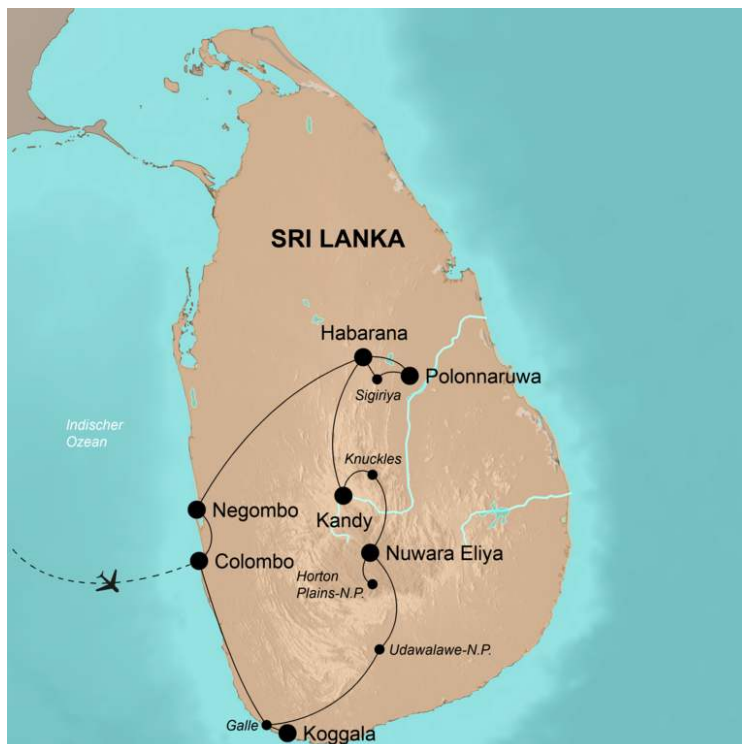 SRI LANKA
Habarana
Polonnaruwa
Sigiriya
Indischer
Ozean
Knuckles
Kandy
Negombo
Nuwara Eliya
Colombo
Horton
Plains-N.P.
Udawalawe-N.P.
Galle
Koggala